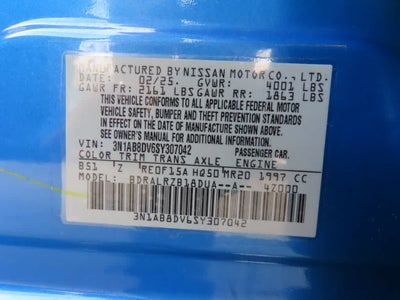 MANUFACTURED BY NISSAN MOTOR CO., LTD.
DATE: 02/25. GVWR: 4001 LBS
GAWR FR: 2161 LBS GAWR RR: 1863 LBS
THIS VEHICLE CONFORMS TO ALL APPLICABLE FEDERAL MOTOR
VEHICLE SAFETY, BUMPER AND THEFT PREVENTION STANDARDS
IN EFFECT ON THE DATE OF MANUFACTURE SHOWN ABOVE.
SEE OWNER'S MANUAL FOR ADDITIONAL INFORMATION.
VIN: 3N1AB8DV6SY307042 PASSENGER CAR.
COLOR TRIM TRANS AXLE ENGINE
B51 Z RE0F15A HQ50 MR20 1997 CC
MODEL: BDRALRZB18DUA--A-- 4Z000
3N1AB8DV6SY307042